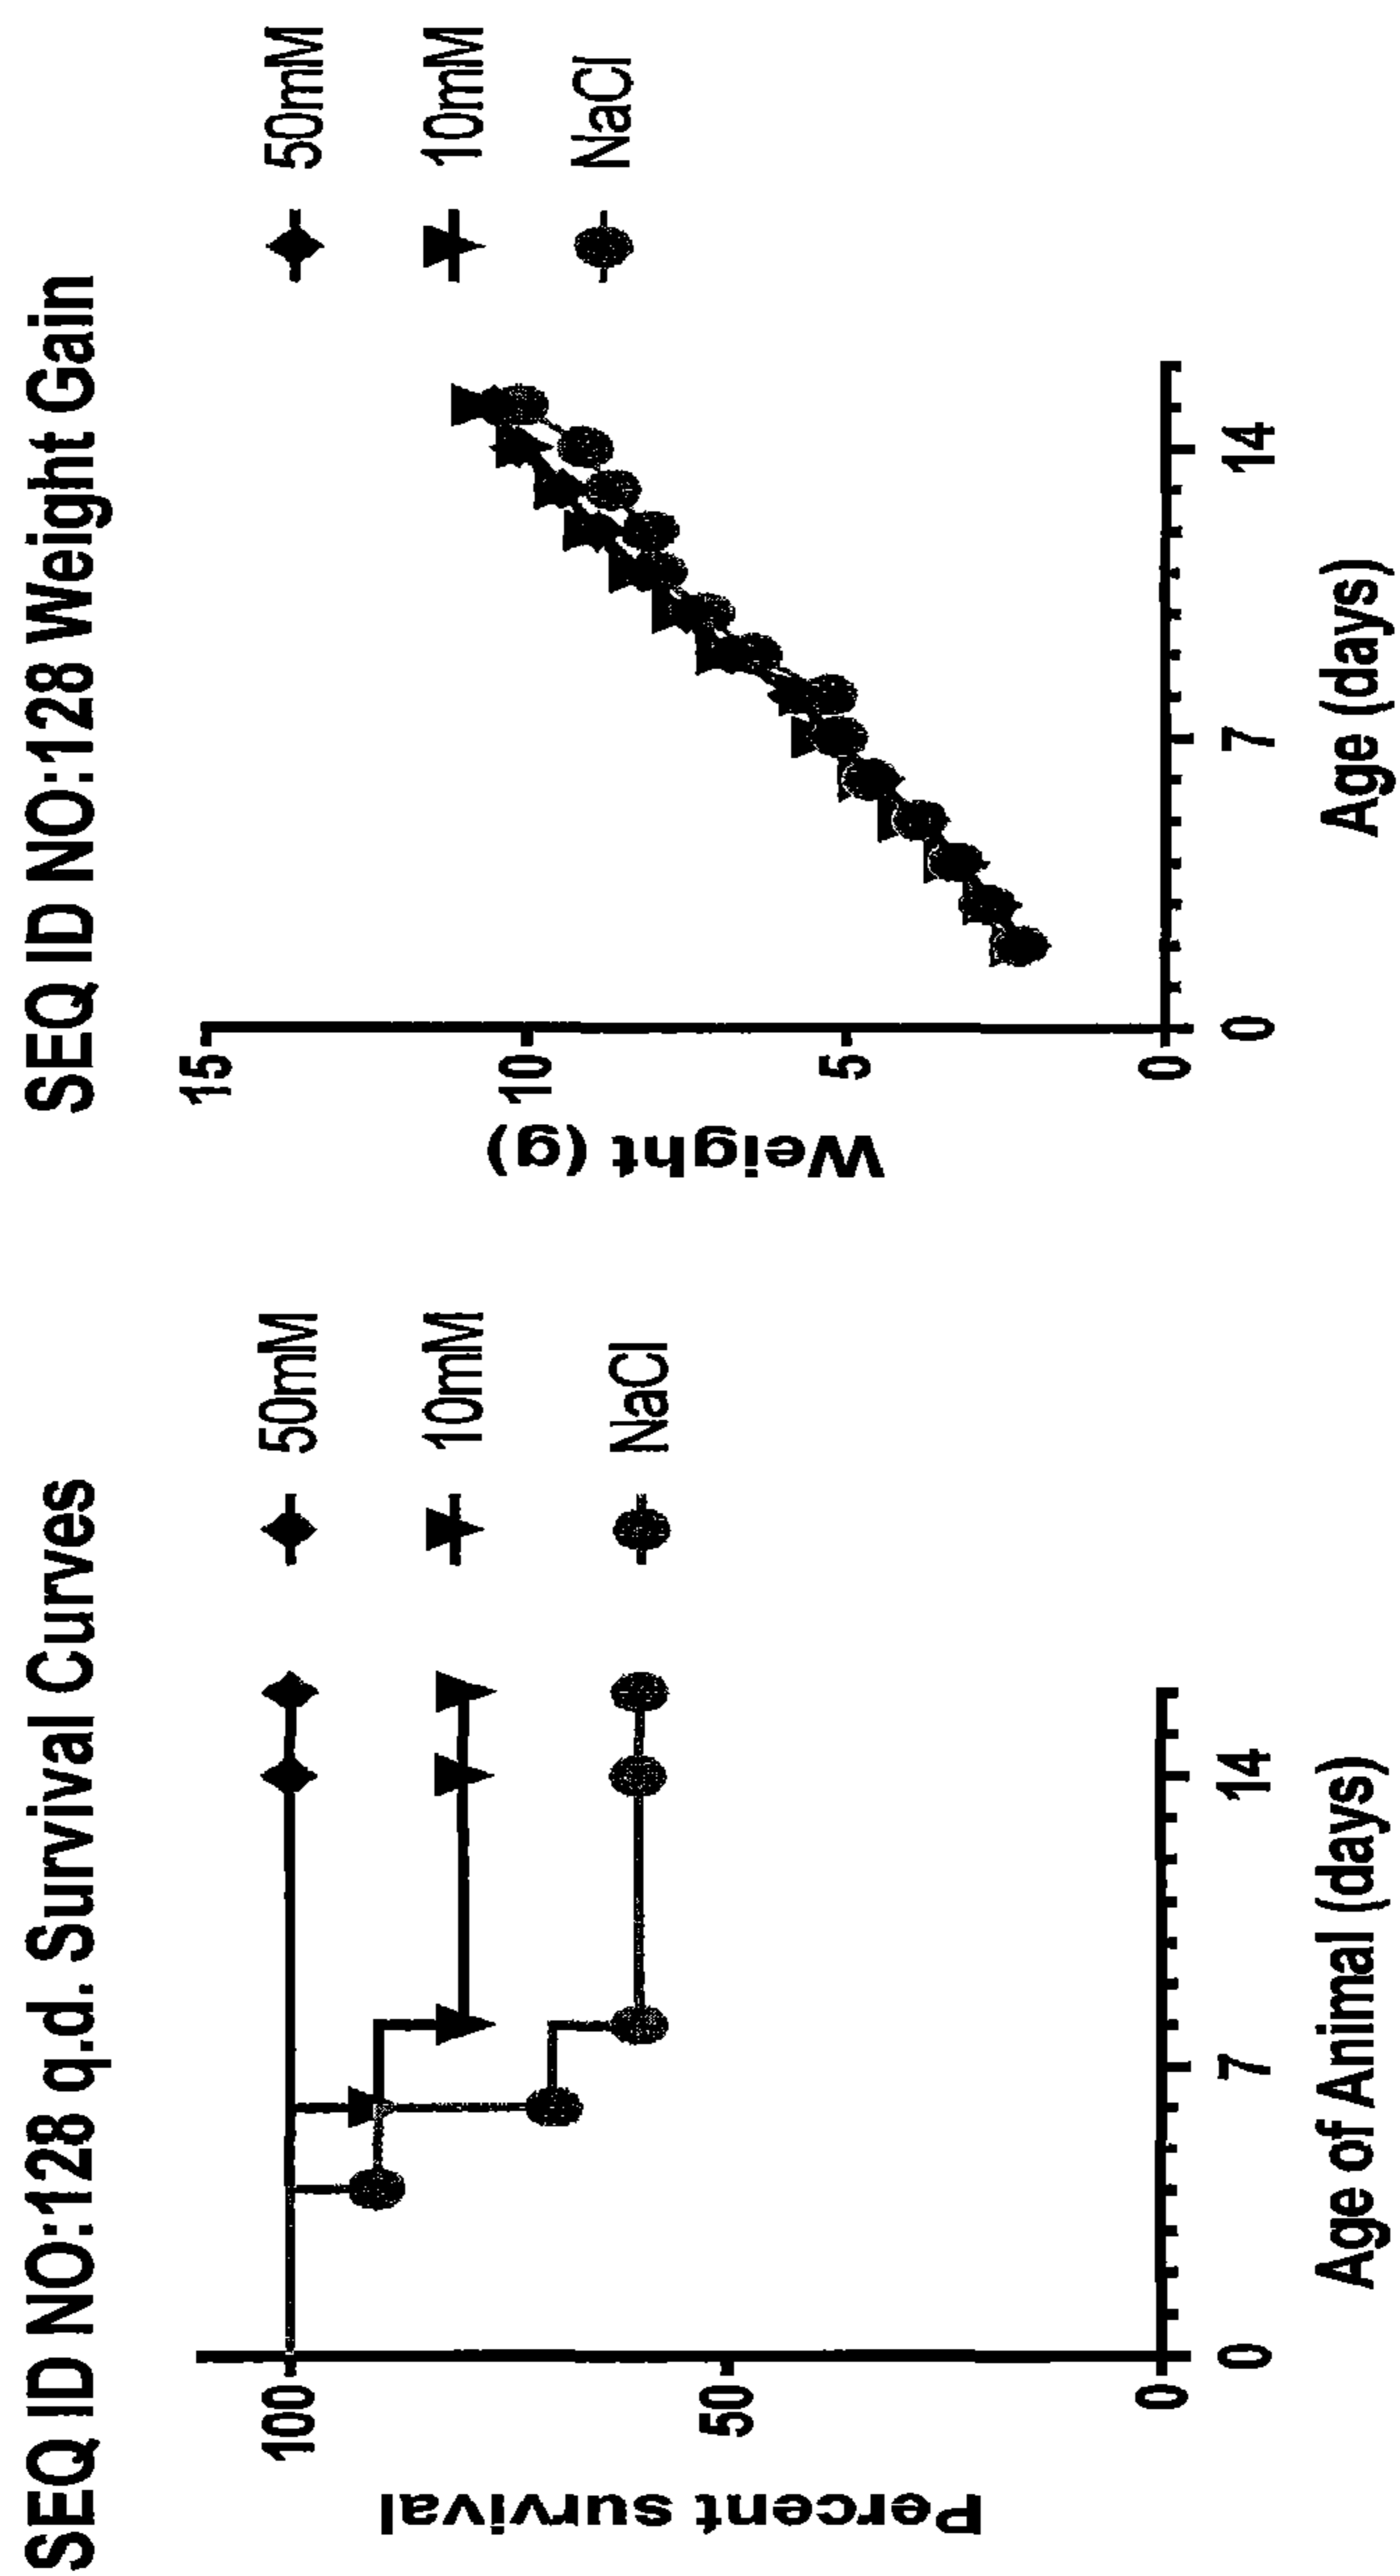 SEQ ID NO:128 q.d. Survival Curves
Percent survival
100
50
0
0
7
14
Age of Animal (days)
50mM
10mM
NaCl
SEQ ID NO:128 Weight Gain
Weight (g)
15
10
5
0
0
7
14
Age (days)
50mM
10mM
NaCl